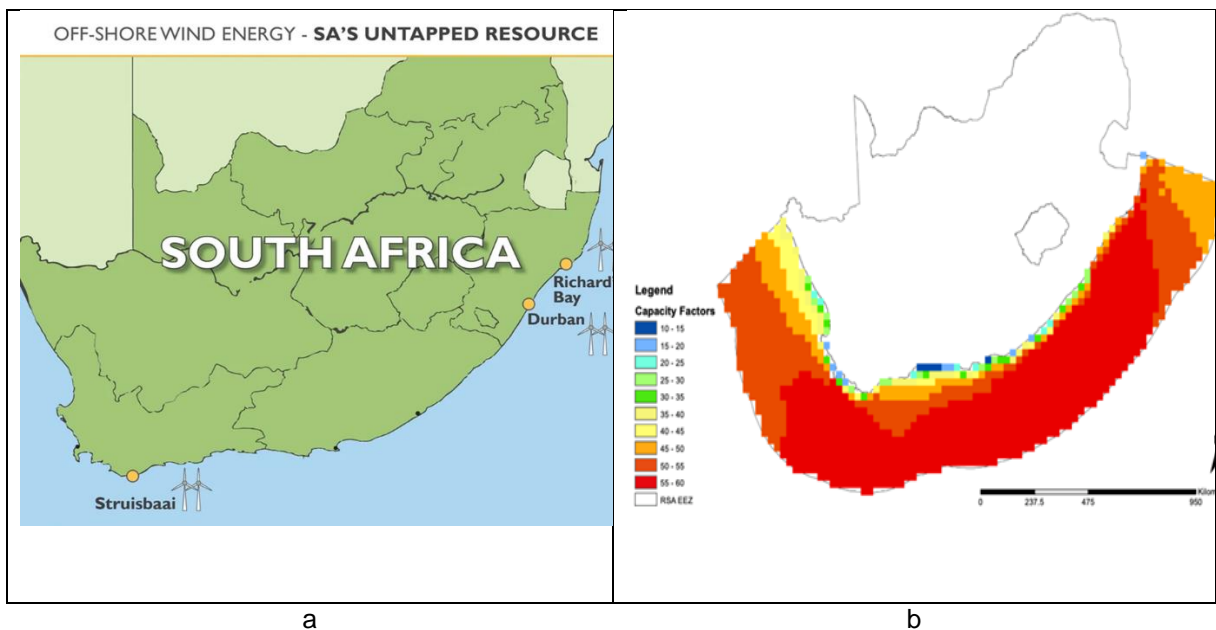 OFF-SHORE WIND ENERGY - SA'S UNTAPPED RESOURCE
SOUTH AFRICA
Richard'
Bay
Durban
Struisbaai
a
Legend
Capacity Factors
10 - 15
15 - 20
20 - 25
25 - 30
30 - 35
35 - 40
40 - 45
45 - 50
50 - 55
55 - 60
RSA EEZ
Kilom
0 237.5 475 950
b